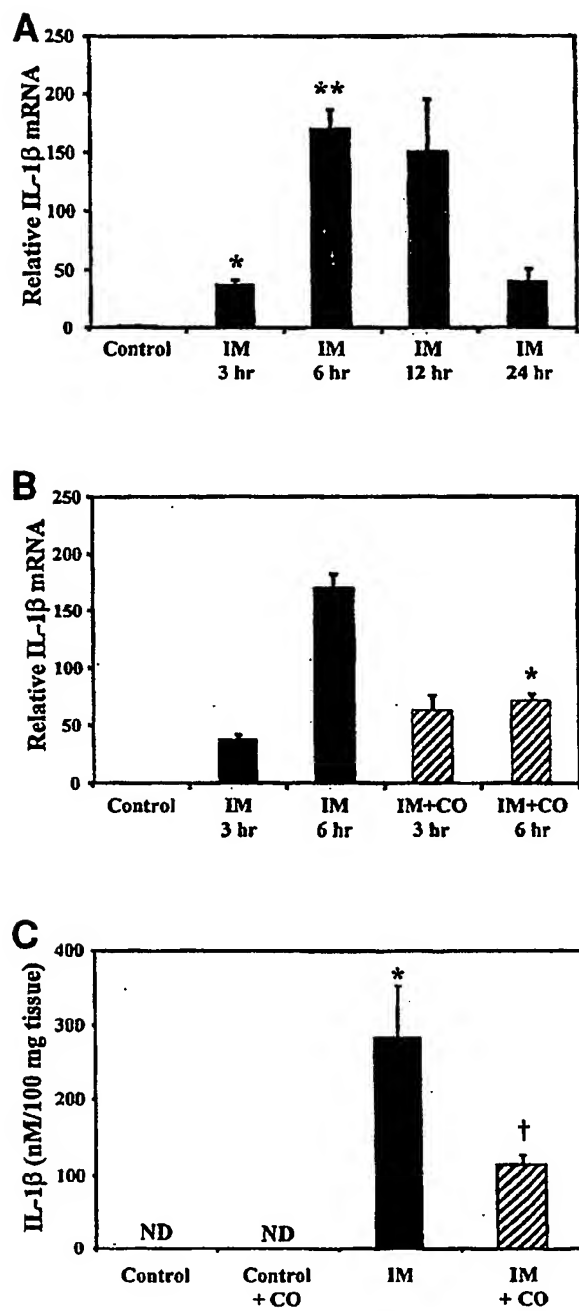 A
Relative IL-1β mRNA
250
200
150
100
50
0
*
**
Control
IM
3 hr
IM
6 hr
IM
12 hr
IM
24 hr
B
Relative IL-1β mRNA
250
200
150
100
50
0
*
Control
IM
3 hr
IM
6 hr
IM+CO
3 hr
IM+CO
6 hr
C
IL-1β (nM/100 mg tissue)
400
300
200
100
0
ND
ND
*
†
Control
Control
+ CO
IM
IM
+ CO